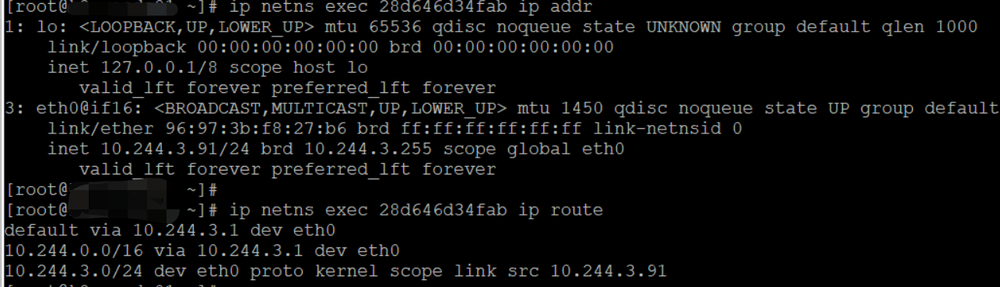 [root@ ~]# ip netns exec 28d646d34fab ip addr
1: lo: <LOOPBACK,UP,LOWER_UP> mtu 65536 qdisc noqueue state UNKNOWN group default qlen 1000
link/loopback 00:00:00:00:00:00 brd 00:00:00:00:00:00
inet 127.0.0.1/8 scope host lo
valid_lft forever preferred_lft forever
3: eth0@if16: <BROADCAST,MULTICAST,UP,LOWER_UP> mtu 1450 qdisc noqueue state UP group default
link/ether 96:97:3b:f8:27:b6 brd ff:ff:ff:ff:ff:ff link-netnsid 0
inet 10.244.3.91/24 brd 10.244.3.255 scope global eth0
valid_lft forever preferred_lft forever
[root@ ~]#
[root@ ~]# ip netns exec 28d646d34fab ip route
default via 10.244.3.1 dev eth0
10.244.0.0/16 via 10.244.3.1 dev eth0
10.244.3.0/24 dev eth0 proto kernel scope link src 10.244.3.91